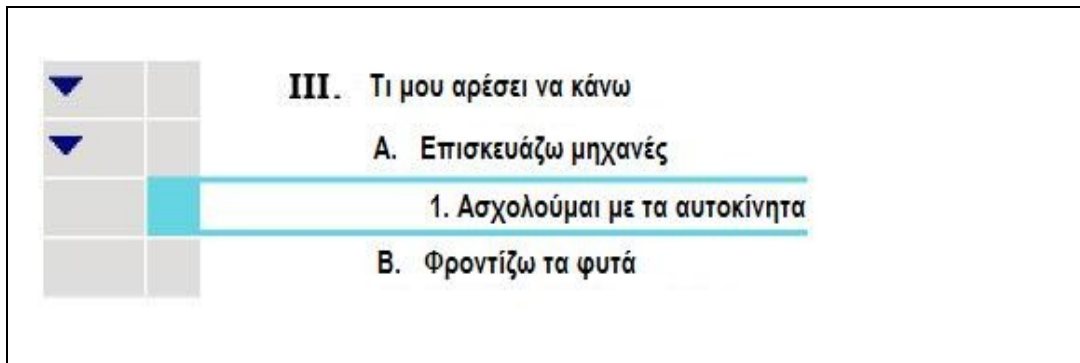 III. Τι μου αρέσει να κάνω
Α. Επισκευάζω μηχανές
1. Ασχολούμαι με τα αυτοκίνητα
Β. Φροντίζω τα φυτά